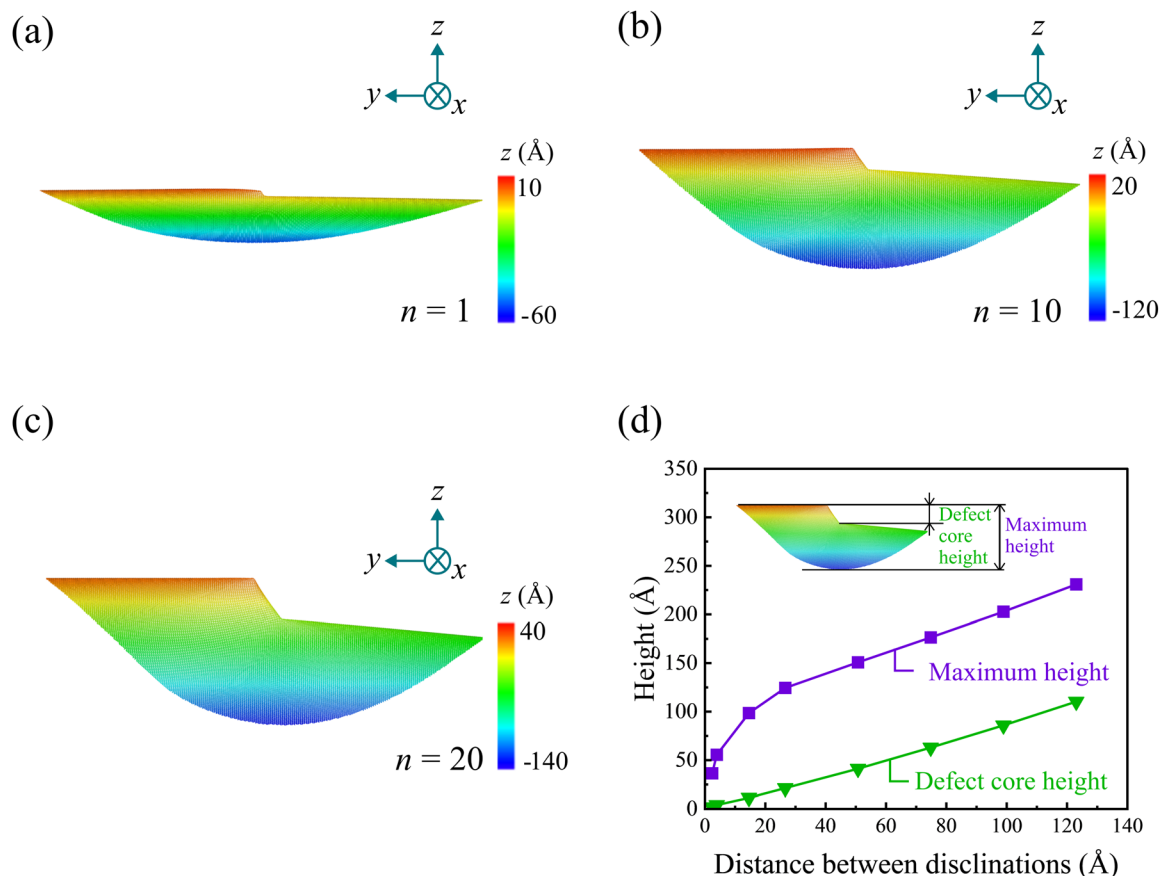 (a)
z
y
x
z (Å)
10
-60
n = 1
(b)
z
y
x
z (Å)
20
-120
n = 10
(c)
z
y
x
z (Å)
40
-140
n = 20
(d)
350
300
250
200
150
100
50
0
Height (Å)
Defect
core
height
Maximum
height
Maximum height
Defect core height
0 20 40 60 80 100 120 140
Distance between disclinations (Å)